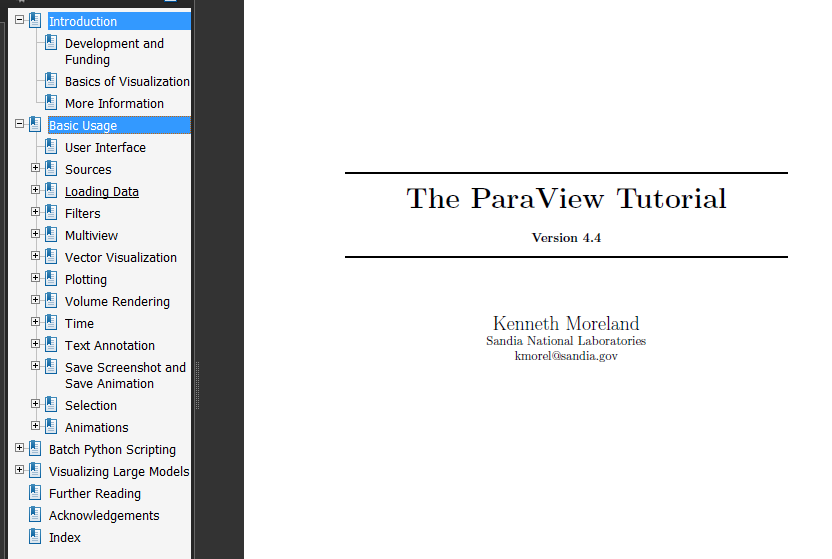 Introduction
Development and
Funding
Basics of Visualization
More Information
Basic Usage
User Interface
Sources
Loading Data
Filters
Multiview
Vector Visualization
Plotting
Volume Rendering
Time
Text Annotation
Save Screenshot and
Save Animation
Selection
Animations
Batch Python Scripting
Visualizing Large Models
Further Reading
Acknowledgements
Index
The ParaView Tutorial
Version 4.4
Kenneth Moreland
Sandia National Laboratories
kmorel@sandia.gov